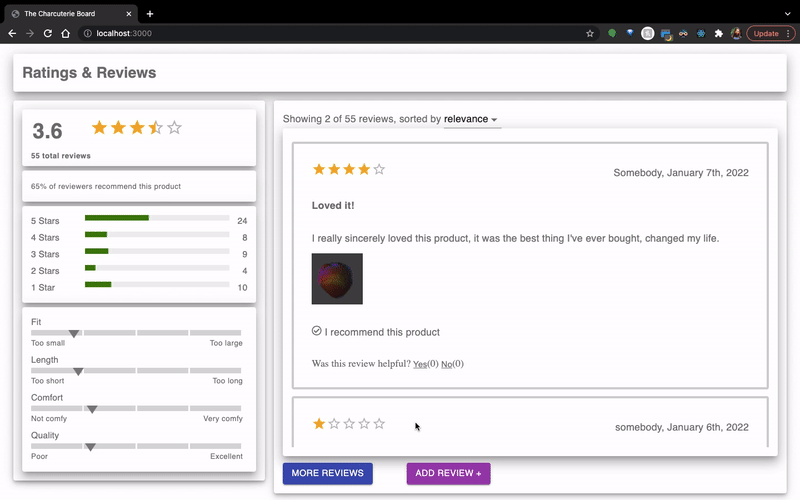 The Charcuterie Board
localhost:3000
Update
Ratings & Reviews
3.6
55 total reviews
65% of reviewers recommend this product
5 Stars 24
4 Stars 8
3 Stars 9
2 Stars 4
1 Star 10
Fit
Too small Too large
Length
Too short Too long
Comfort
Not comfy Very comfy
Quality
Poor Excellent
Showing 2 of 55 reviews, sorted by relevance
Somebody, January 7th, 2022
Loved it!
I really sincerely loved this product, it was the best thing I've ever bought, changed my life.
I recommend this product
Was this review helpful? Yes(0) No(0)
somebody, January 6th, 2022
MORE REVIEWS
ADD REVIEW +